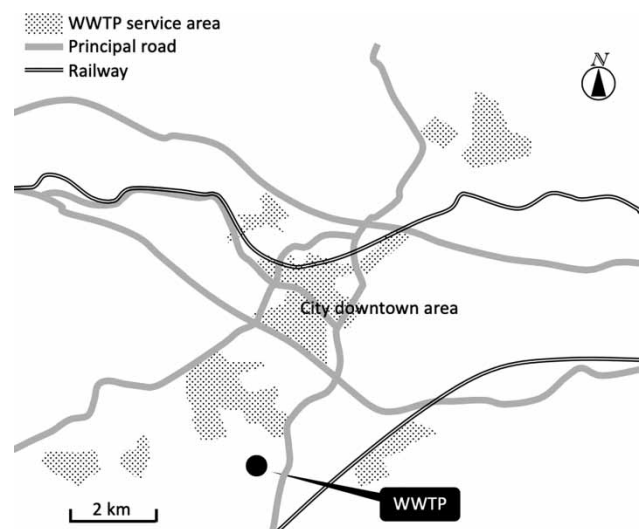 WWTP service area
Principal road
Railway
N
City downtown area
WWTP
2 km